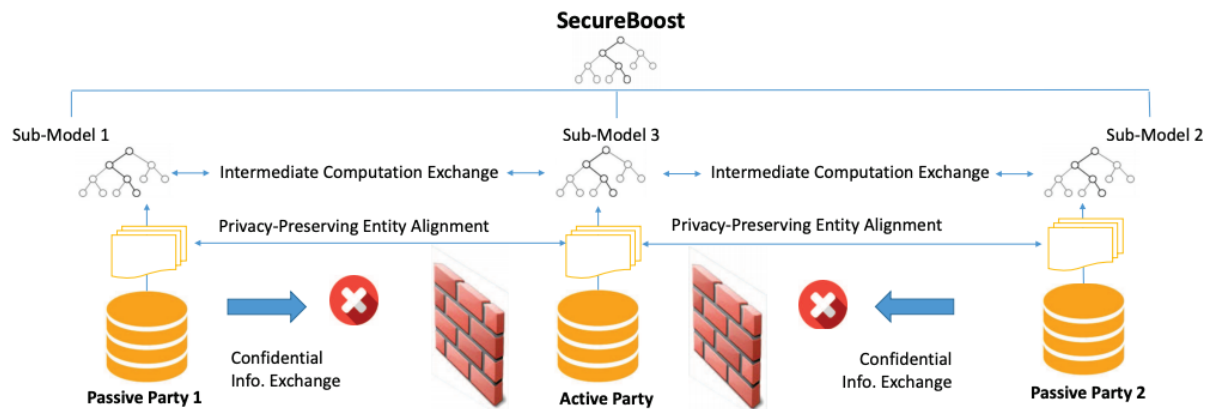 SecureBoost
Sub-Model 1
Sub-Model 3
Sub-Model 2
Intermediate Computation Exchange
Intermediate Computation Exchange
Privacy-Preserving Entity Alignment
Privacy-Preserving Entity Alignment
Confidential
Info. Exchange
Confidential
Info. Exchange
Passive Party 1
Active Party
Passive Party 2